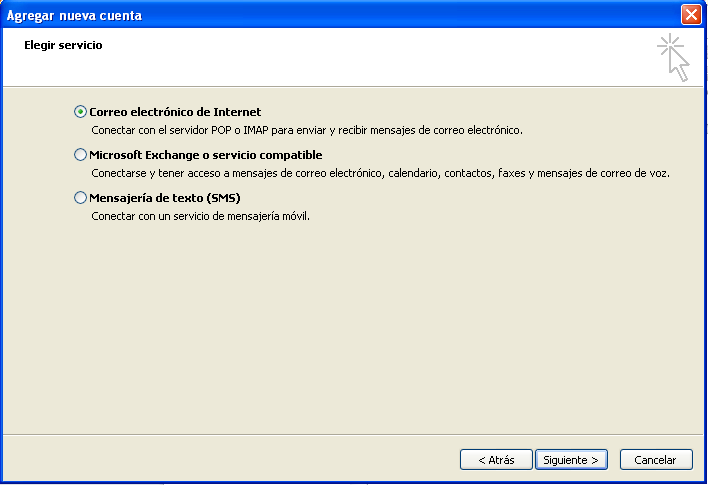 Agregar nueva cuenta
Elegir servicio
Correo electrónico de Internet
Conectar con el servidor POP o IMAP para enviar y recibir mensajes de correo electrónico.
Microsoft Exchange o servicio compatible
Conectarse y tener acceso a mensajes de correo electrónico, calendario, contactos, faxes y mensajes de correo de voz.
Mensajería de texto (SMS)
Conectar con un servicio de mensajería móvil.
< Atrás
Siguiente >
Cancelar